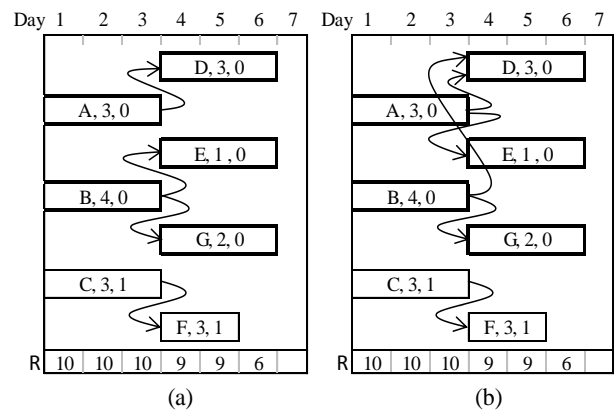 Day 1 2 3 4 5 6 7 Day 1 2 3 4 5 6 7
D, 3, 0 D, 3, 0
A, 3, 0 A, 3, 0
E, 1 , 0 E, 1, 0
B, 4, 0 B, 4, 0
G, 2, 0 G, 2, 0
C, 3, 1 C, 3, 1
F, 3, 1 F, 3, 1
R 10 10 10 9 9 6 R 10 10 10 9 9 6
(a) (b)